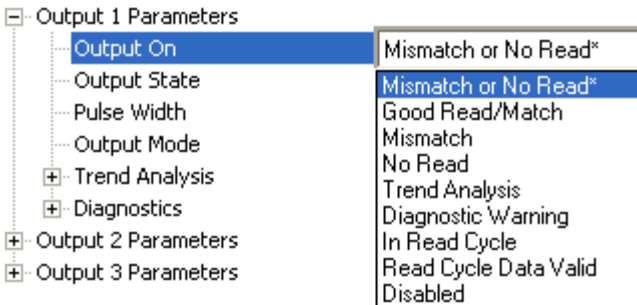 Output 1 Parameters
Output On
Mismatch or No Read*
Output State
Pulse Width
Output Mode
Trend Analysis
Diagnostics
Output 2 Parameters
Output 3 Parameters
Mismatch or No Read*
Good Read/Match
Mismatch
No Read
Trend Analysis
Diagnostic Warning
In Read Cycle
Read Cycle Data Valid
Disabled